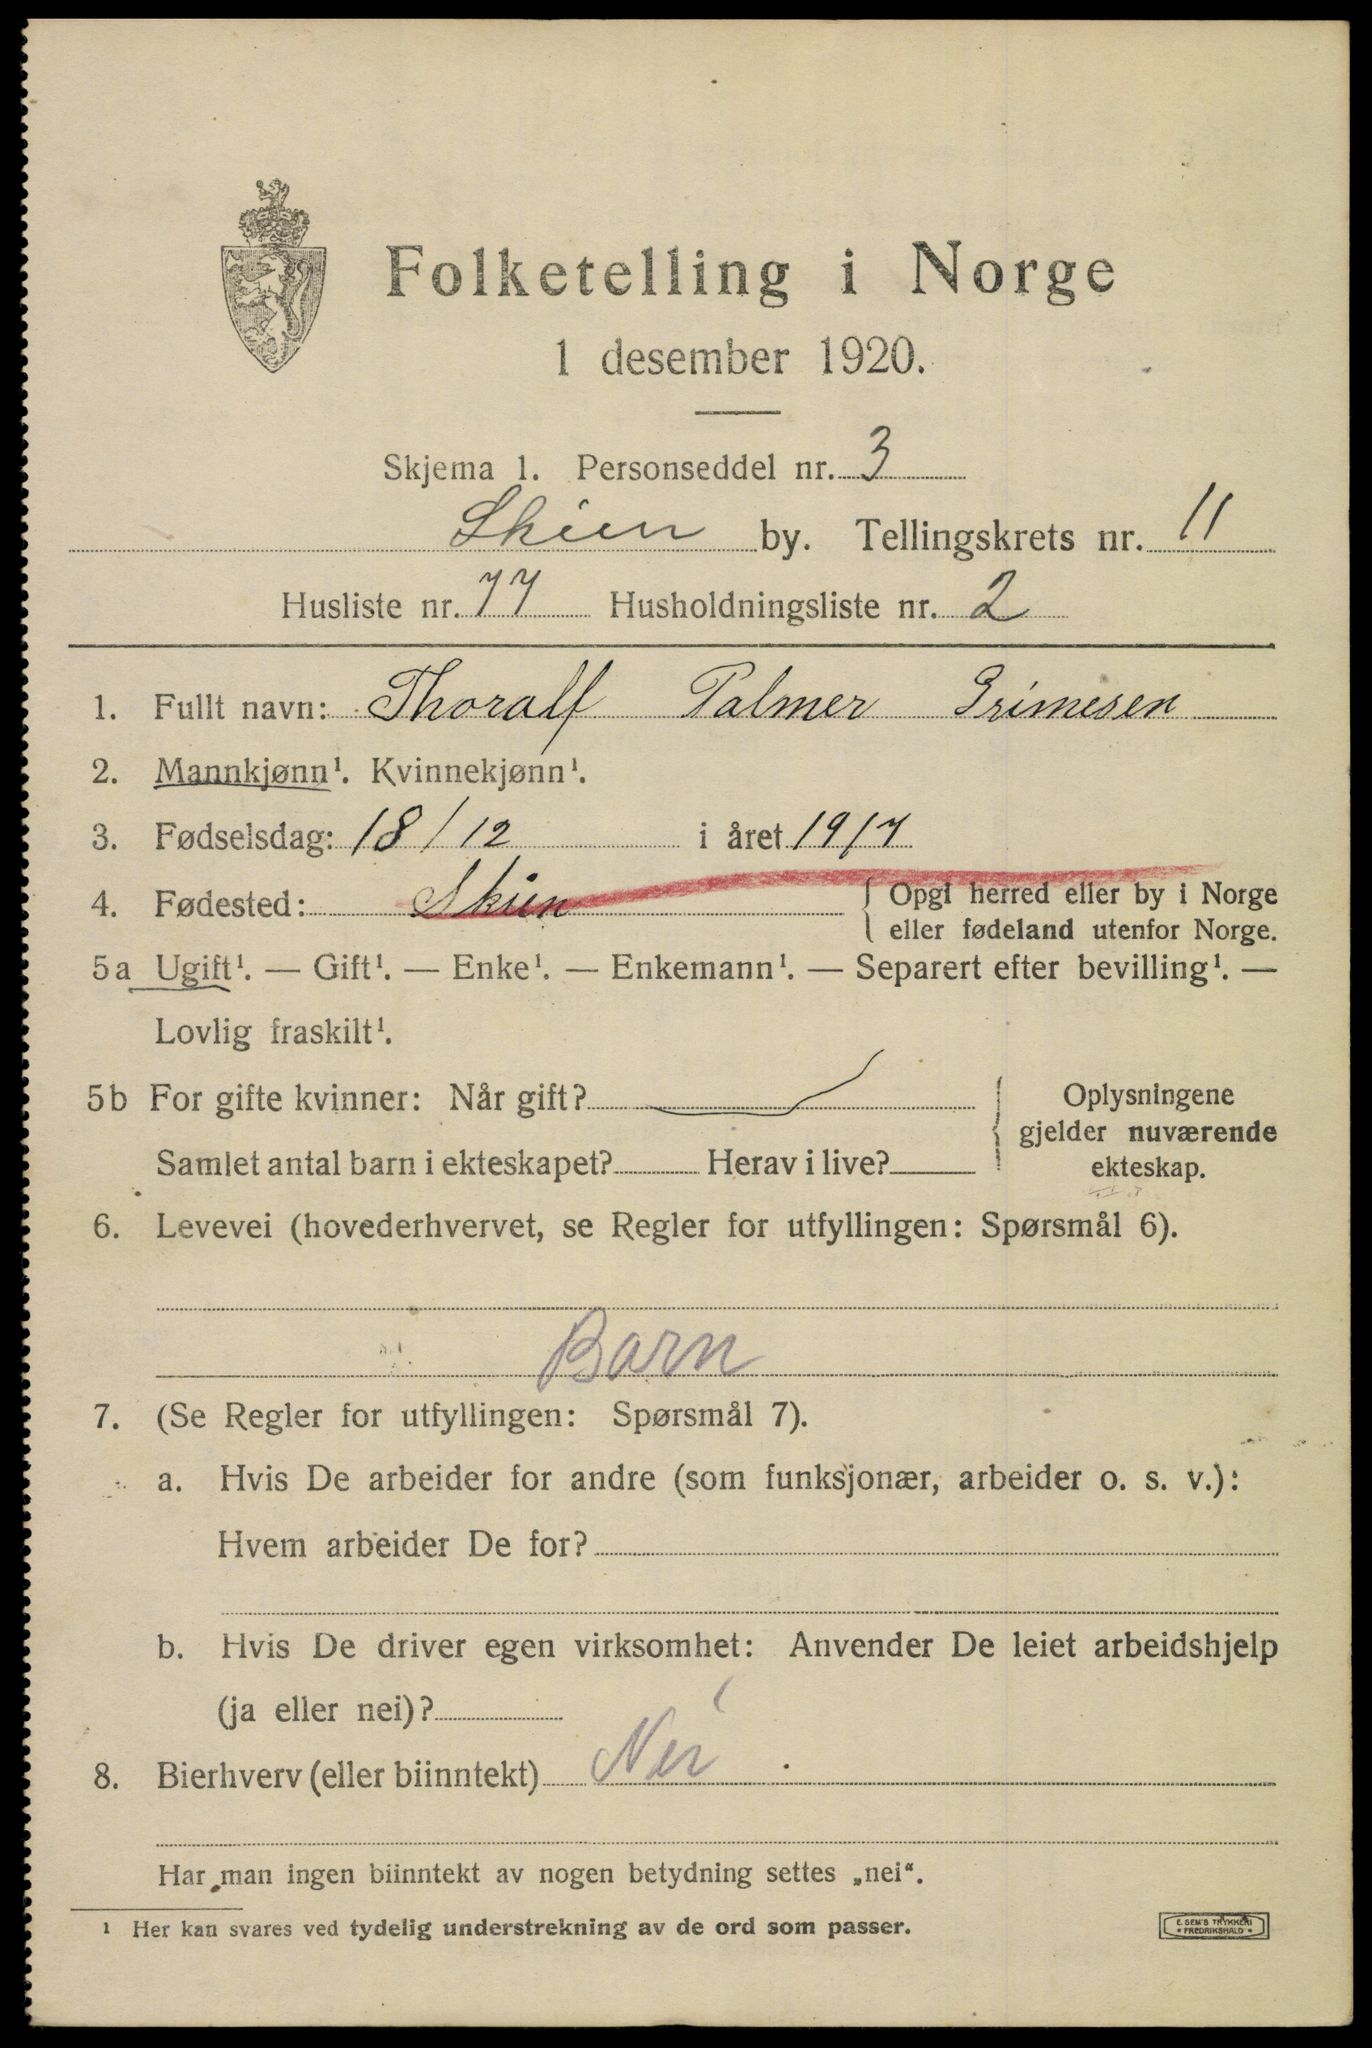 Folketelling i Norge
1 desember 1920.
Skjema 1. Personseddel nr. 3
Skien by. Tellingskrets nr. 11
Husliste nr. 77 Husholdningsliste nr. 2
1. Fullt navn: Thoralf Palmer Grimesen
2. Mannkjønn¹. Kvinnekjønn¹.
3. Fødselsdag: 18/12 i året 1917
4. Fødested: Skien { Opgi herred eller by i Norge
eller fødeland utenfor Norge.
5a Ugift¹. — Gift¹. — Enke¹. — Enkemann¹. — Separert efter bevilling¹. —
Lovlig fraskilt¹.
5b For gifte kvinner: Når gift? { Oplysningene
gjelder nuværende
Samlet antal barn i ekteskapet? Herav i live? ekteskap.
6. Levevei (hovederhvervet, se Regler for utfyllingen: Spørsmål 6).
Barn
7. (Se Regler for utfyllingen: Spørsmål 7).
a. Hvis De arbeider for andre (som funksjonær, arbeider o. s. v.):
Hvem arbeider De for?
b. Hvis De driver egen virksomhet: Anvender De leiet arbeidshjelp
(ja eller nei)?
8. Bierhverv (eller biinntekt) Nei
Har man ingen biinntekt av nogen betydning settes „nei“.
¹ Her kan svares ved tydelig understrekning av de ord som passer.
E. SEM'S TRYKKERI
FREDRIKSHALD